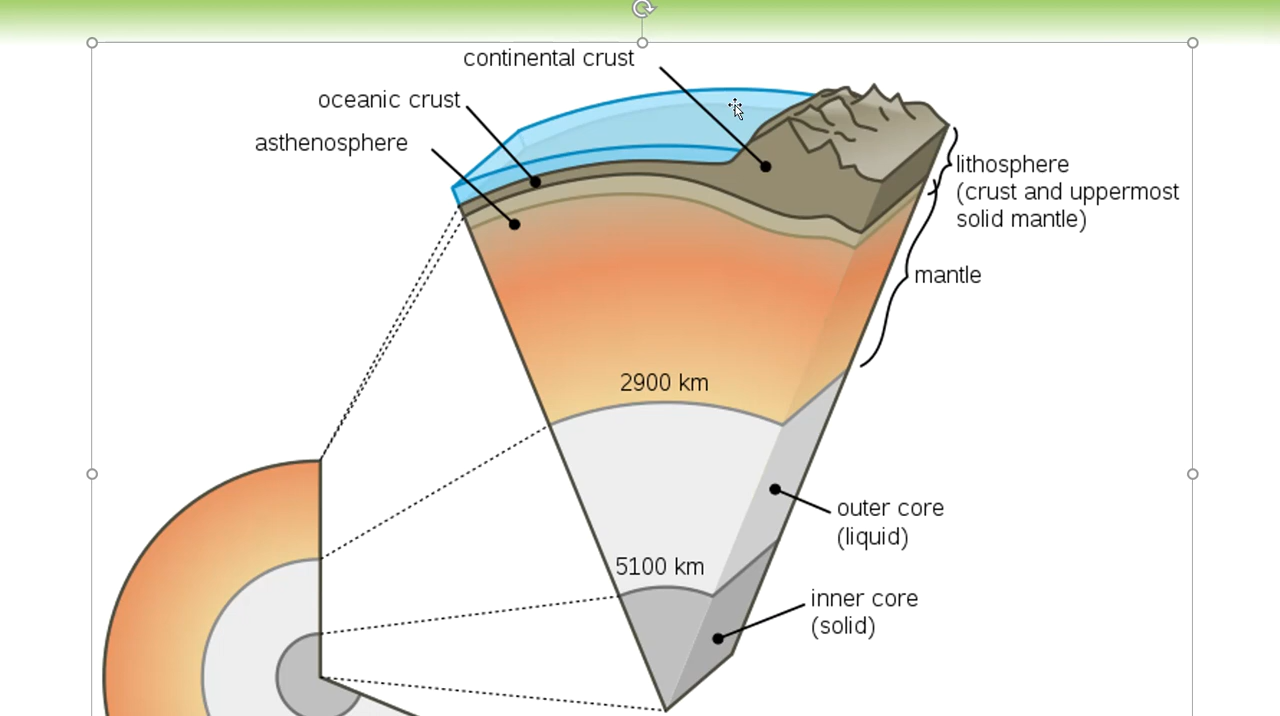 continental crust
oceanic crust
asthenosphere
lithosphere
(crust and uppermost
solid mantle)
mantle
2900 km
outer core
(liquid)
5100 km
inner core
(solid)